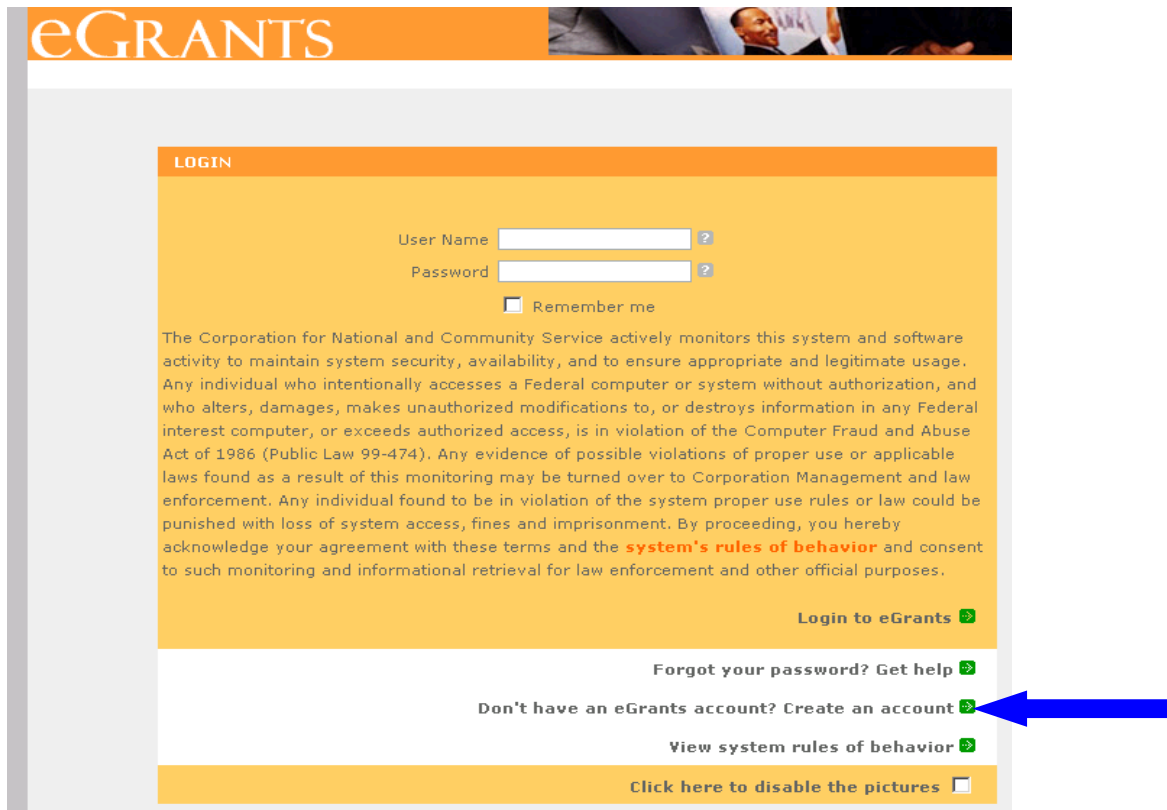 eGRANTS
LOGIN
User Name ?
Password ?
Remember me
The Corporation for National and Community Service actively monitors this system and software
activity to maintain system security, availability, and to ensure appropriate and legitimate usage.
Any individual who intentionally accesses a Federal computer or system without authorization, and
who alters, damages, makes unauthorized modifications to, or destroys information in any Federal
interest computer, or exceeds authorized access, is in violation of the Computer Fraud and Abuse
Act of 1986 (Public Law 99-474). Any evidence of possible violations of proper use or applicable
laws found as a result of this monitoring may be turned over to Corporation Management and law
enforcement. Any individual found to be in violation of the system proper use rules or law could be
punished with loss of system access, fines and imprisonment. By proceeding, you hereby
acknowledge your agreement with these terms and the system's rules of behavior and consent
to such monitoring and informational retrieval for law enforcement and other official purposes.
Login to eGrants
Forgot your password? Get help
Don't have an eGrants account? Create an account
View system rules of behavior
Click here to disable the pictures